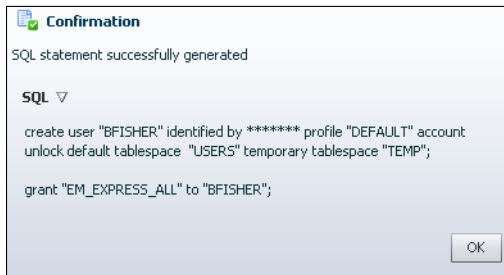 Confirmation
SQL statement successfully generated
SQL ▽
create user "BFISHER" identified by ******* profile "DEFAULT" account
unlock default tablespace "USERS" temporary tablespace "TEMP";
grant "EM_EXPRESS_ALL" to "BFISHER";
OK